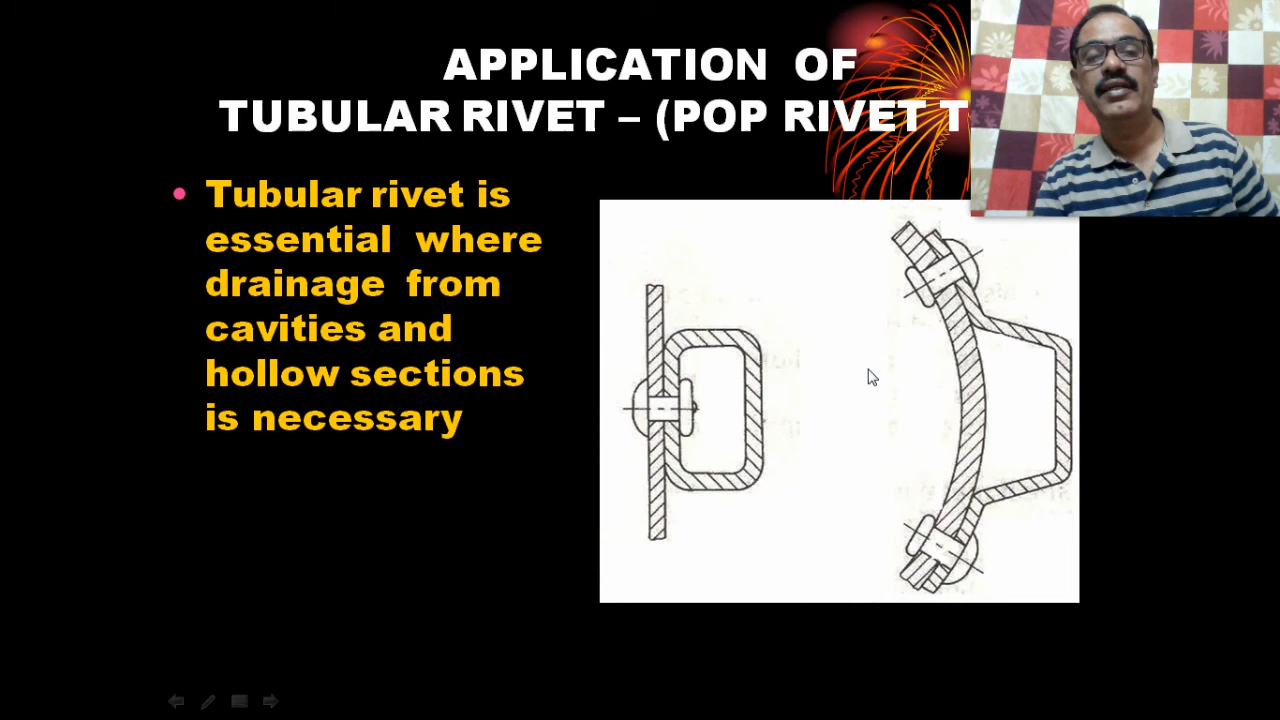 APPLICATION OF
TUBULAR RIVET – (POP RIVET T
Tubular rivet is
essential where
drainage from
cavities and
hollow sections
is necessary